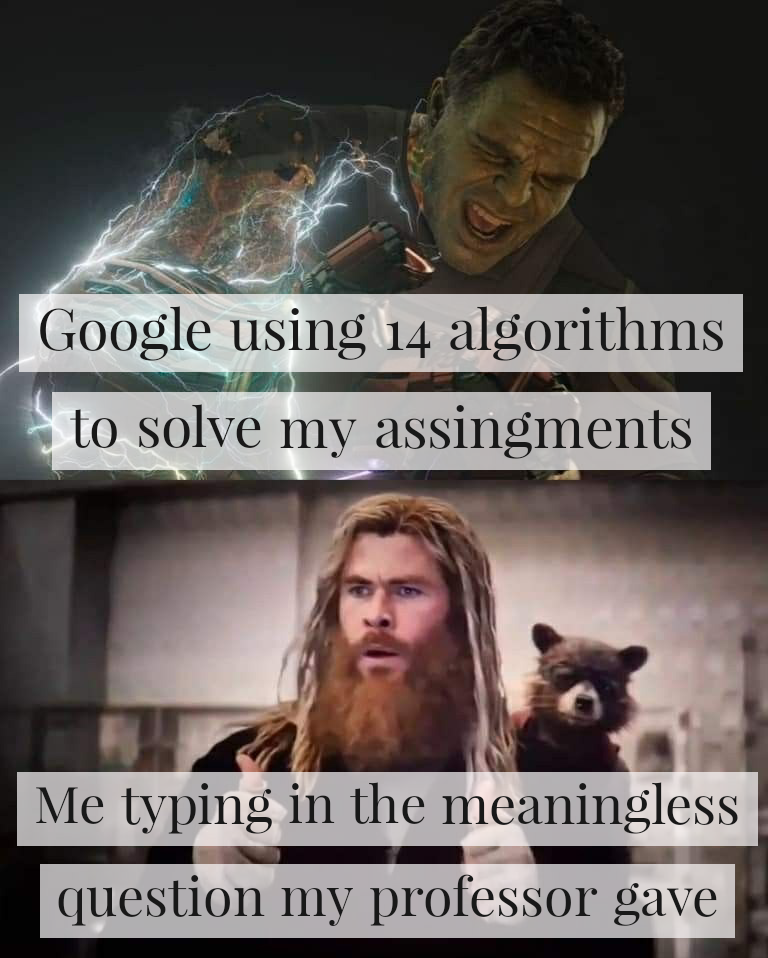 Google using 14 algorithms
to solve my assingments
Me typing in the meaningless
question my professor gave